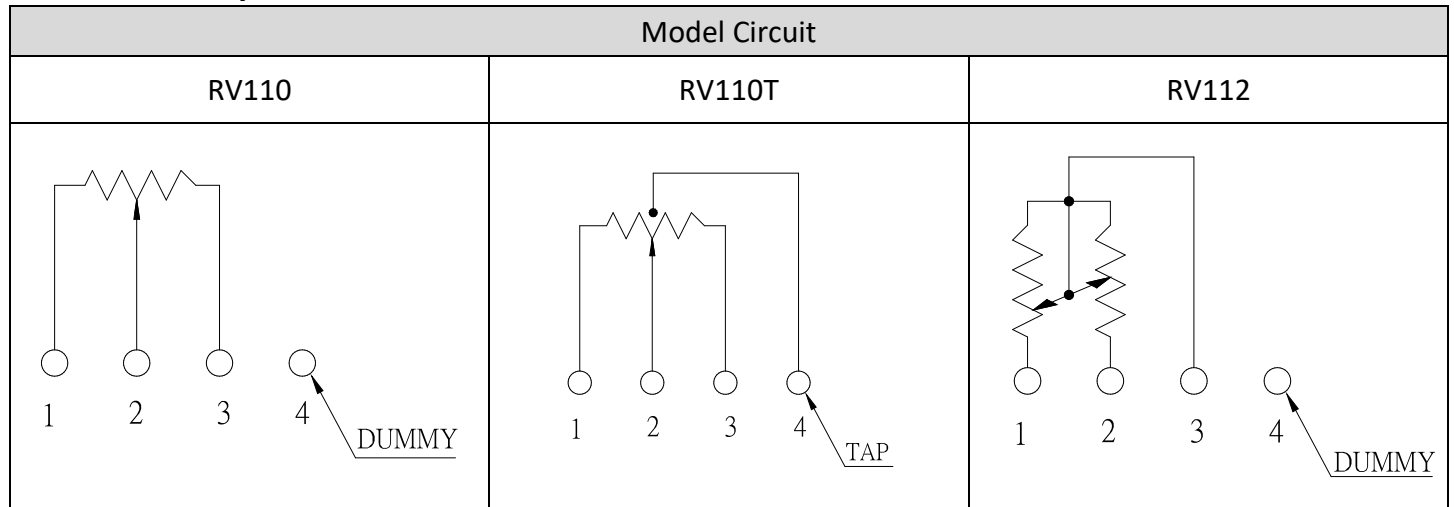 Model Circuit
RV110 RV110T RV112
1 2 3 4 DUMMY
1 2 3 4 TAP
1 2 3 4 DUMMY